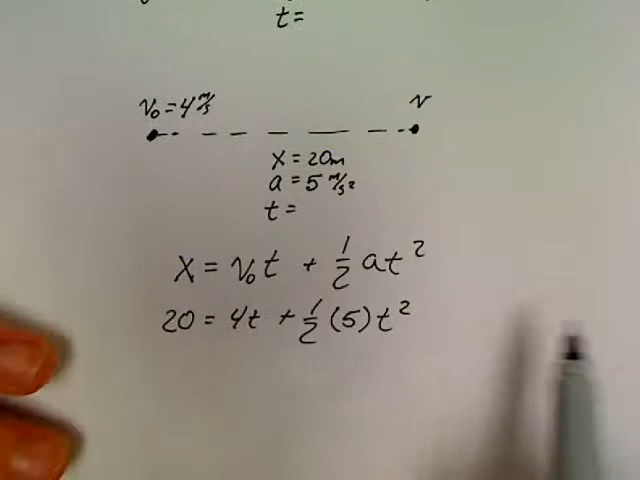 t =
v₀ = 4 m/s
v
x = 20m
a = 5 m/s²
t =
x = v₀t + 1/2 at²
20 = 4t + 1/2 (5)t²